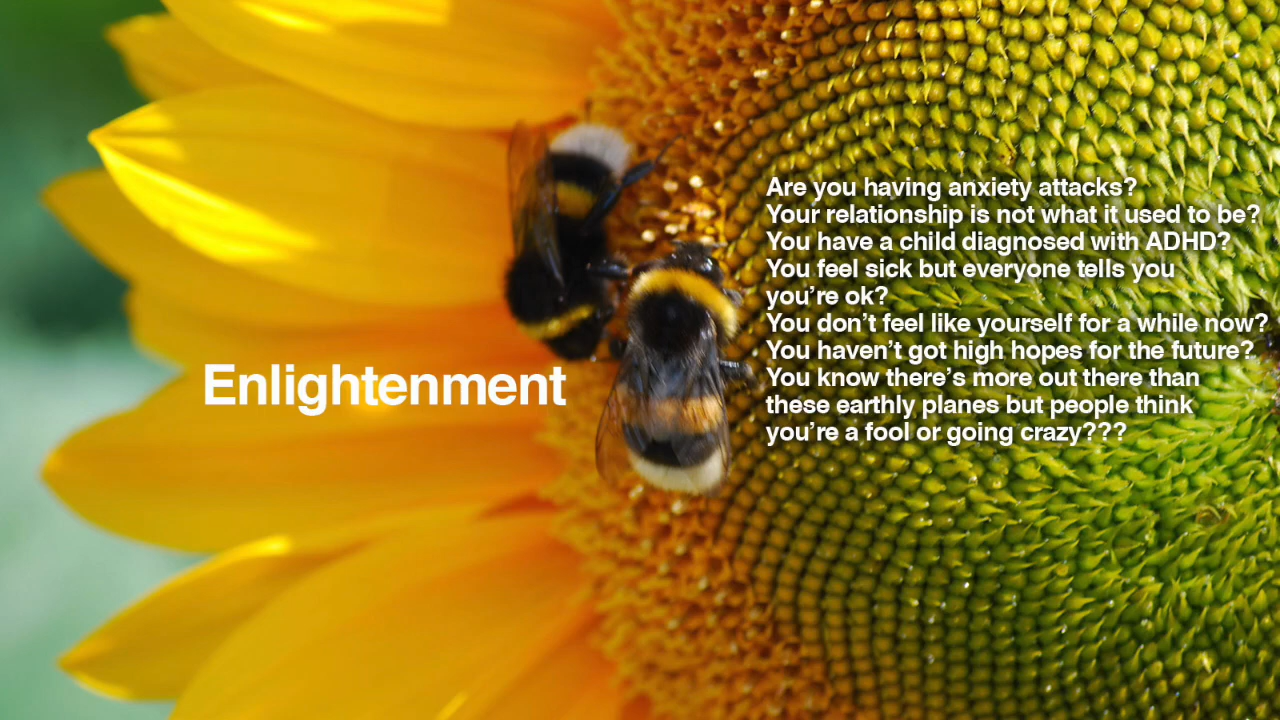 Enlightenment
Are you having anxiety attacks?
Your relationship is not what it used to be?
You have a child diagnosed with ADHD?
You feel sick but everyone tells you
you’re ok?
You don’t feel like yourself for a while now?
You haven’t got high hopes for the future?
You know there’s more out there than
these earthly planes but people think
you’re a fool or going crazy???